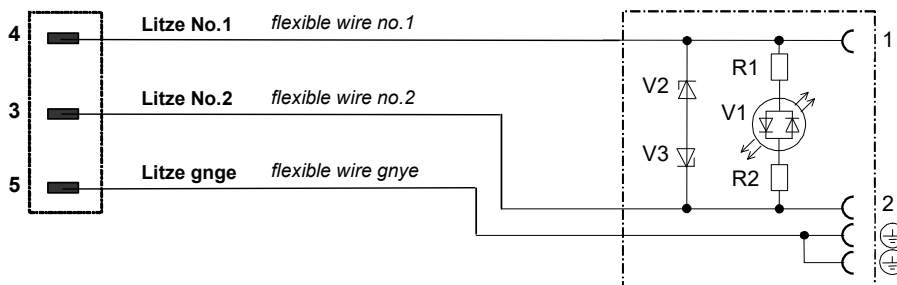 4 Litze No.1 flexible wire no.1 1
R1
V2
V1
3 Litze No.2 flexible wire no.2
V3
R2
5 Litze gnge flexible wire gnye
2